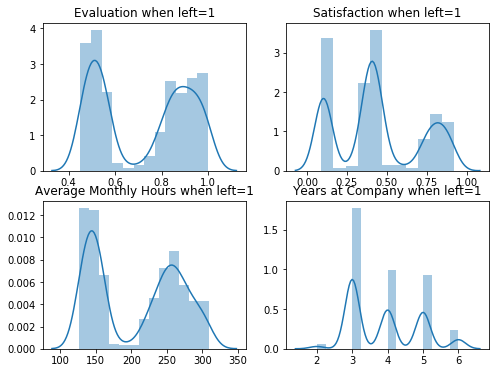 Evaluation when left=1
Satisfaction when left=1
4
3
2
1
0
0.4 0.6 0.8 1.0
3
2
1
0
0.00 0.25 0.50 0.75 1.00
Average Monthly Hours when left=1
Years at Company when left=1
0.012
0.010
0.008
0.006
0.004
0.002
0.000
100 150 200 250 300 350
1.5
1.0
0.5
0.0
2 3 4 5 6